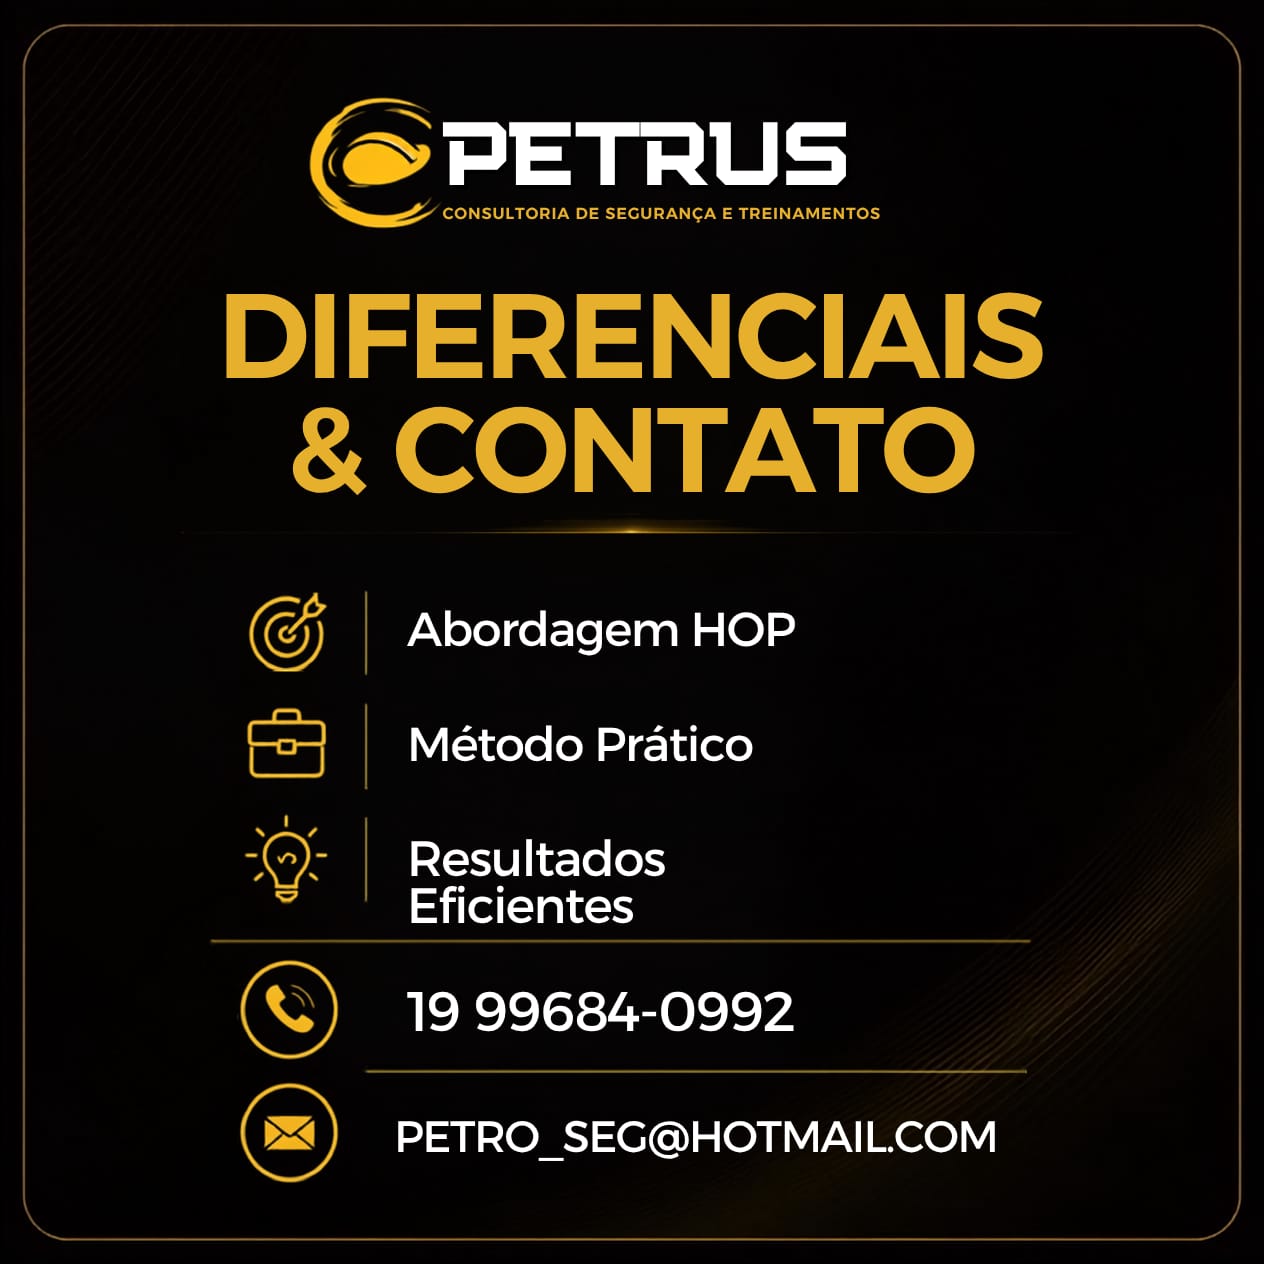 PETRUS
CONSULTORIA DE SEGURANÇA E TREINAMENTOS
DIFERENCIAIS
& CONTATO
Abordagem HOP
Método Prático
Resultados
Eficientes
19 99684-0992
PETRO_SEG@HOTMAIL.COM